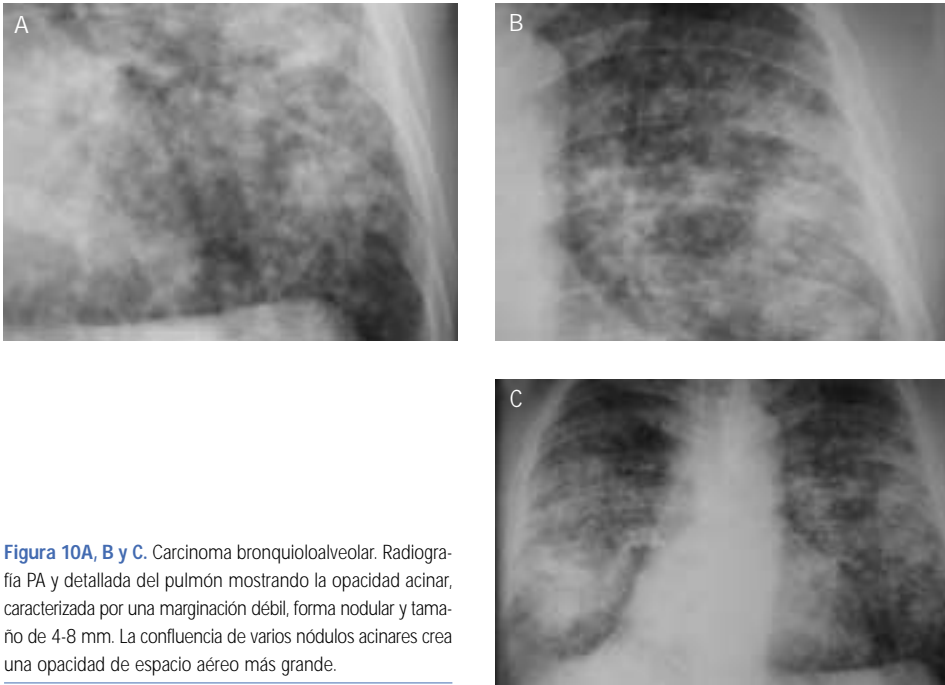 A
B
C
Figura 10A, B y C. Carcinoma bronquioloalveolar. Radiogra-
fía PA y detallada del pulmón mostrando la opacidad acinar,
caracterizada por una marginación débil, forma nodular y tama-
ño de 4-8 mm. La confluencia de varios nódulos acinares crea
una opacidad de espacio aéreo más grande.